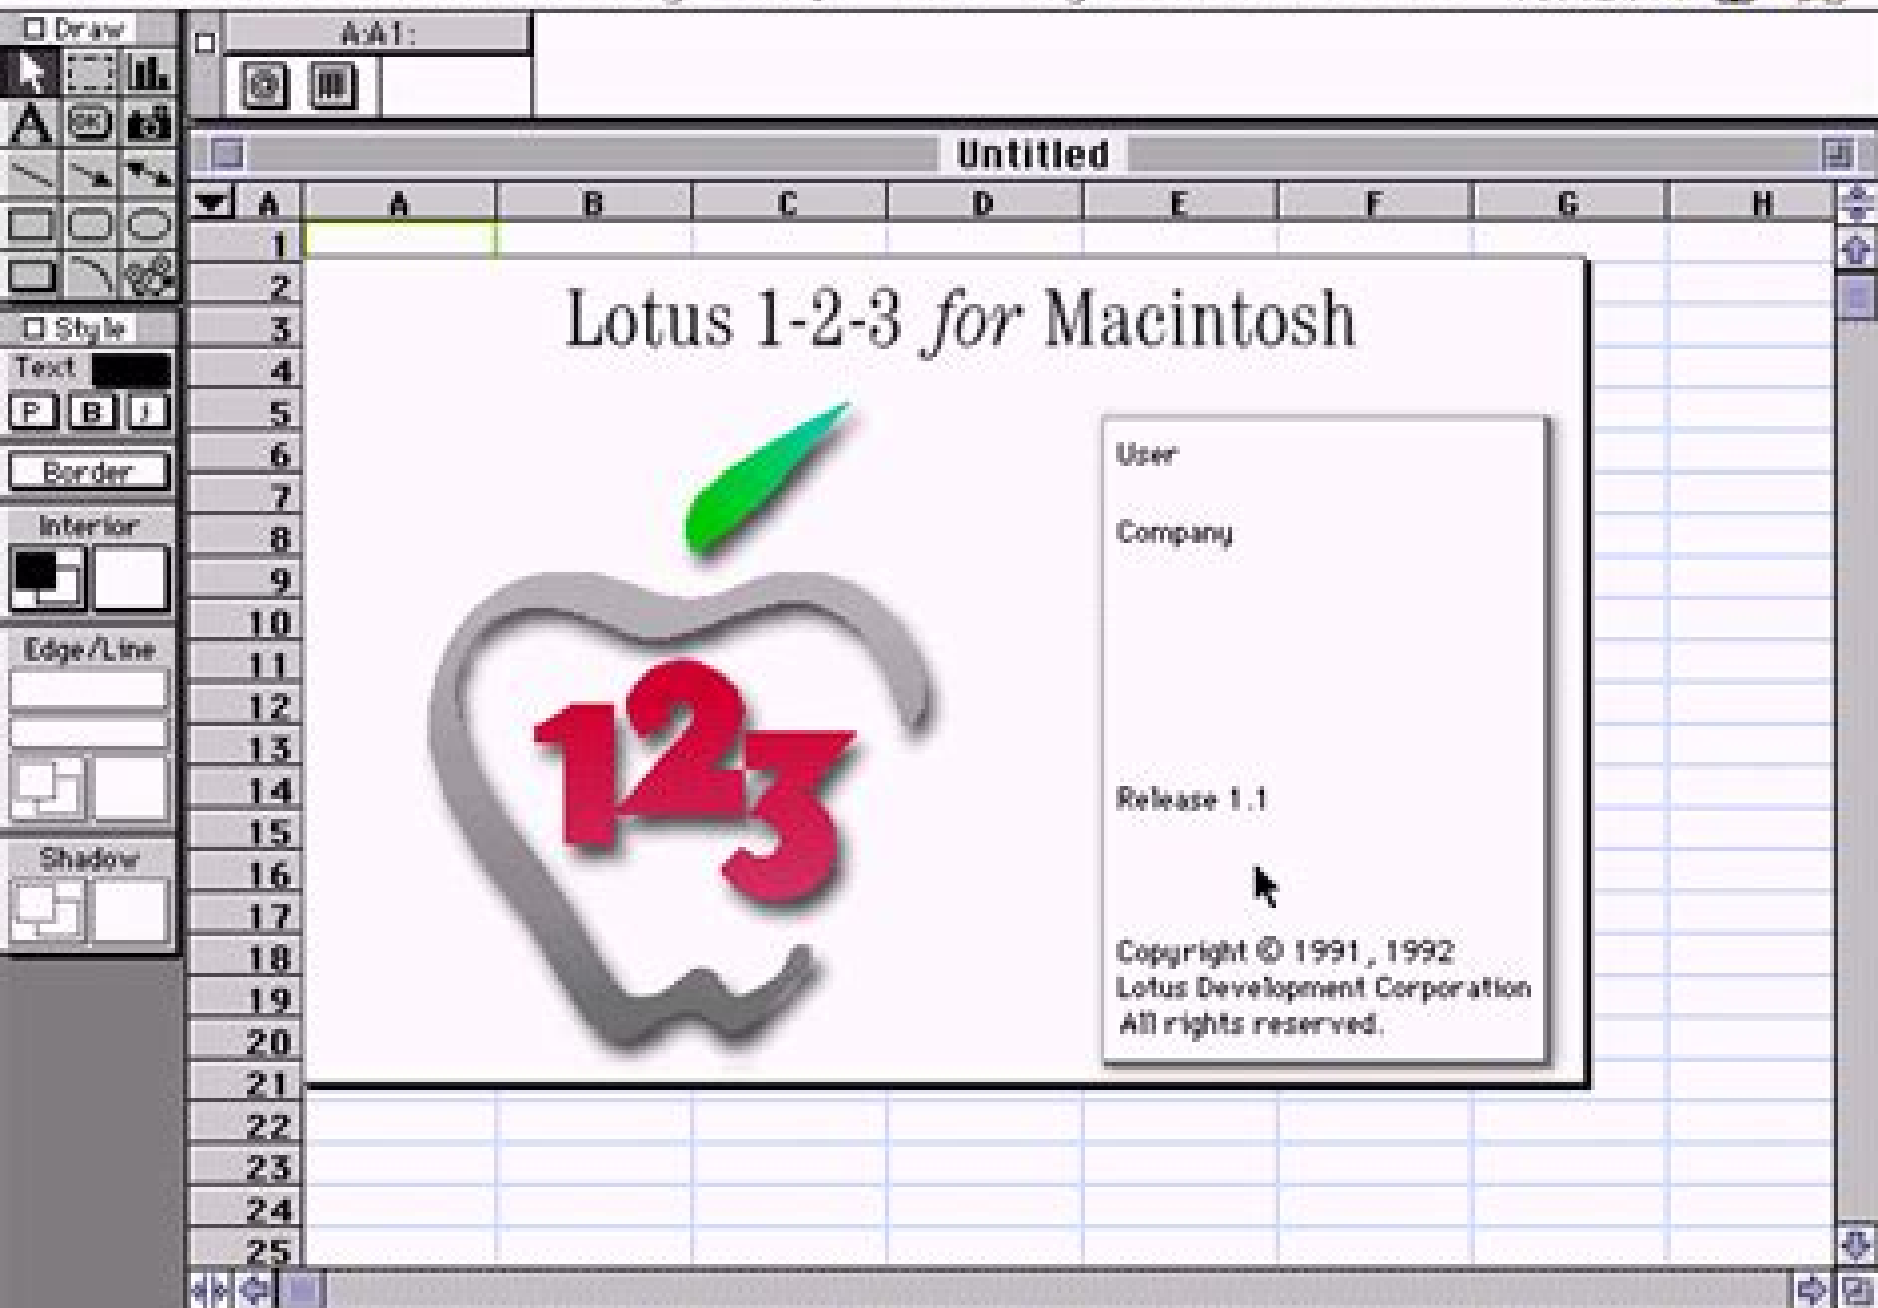 Draw
A:A1:
A
OK
Untitled
A A B C D E F G H
1
2
3
4
5
6
7
8
9
10
11
12
13
14
15
16
17
18
19
20
21
22
23
24
25
Style
Text
P B I
Border
Interior
Edge/Line
Shadow
Lotus 1-2-3 for Macintosh
123
User
Company
Release 1.1
Copyright © 1991, 1992
Lotus Development Corporation
All rights reserved.